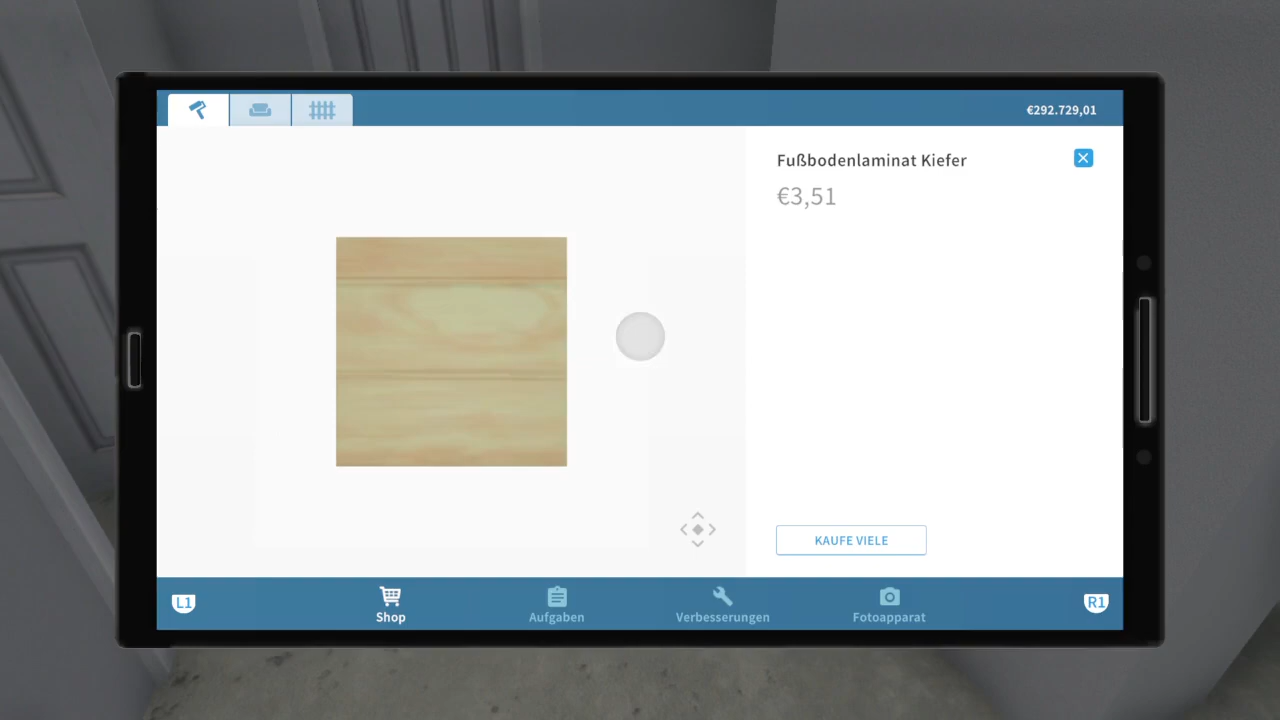 €292.729,01
Fußbodenlaminat Kiefer
€3,51
KAUFE VIELE
L1
Shop
Aufgaben
Verbesserungen
Fotoapparat
R1